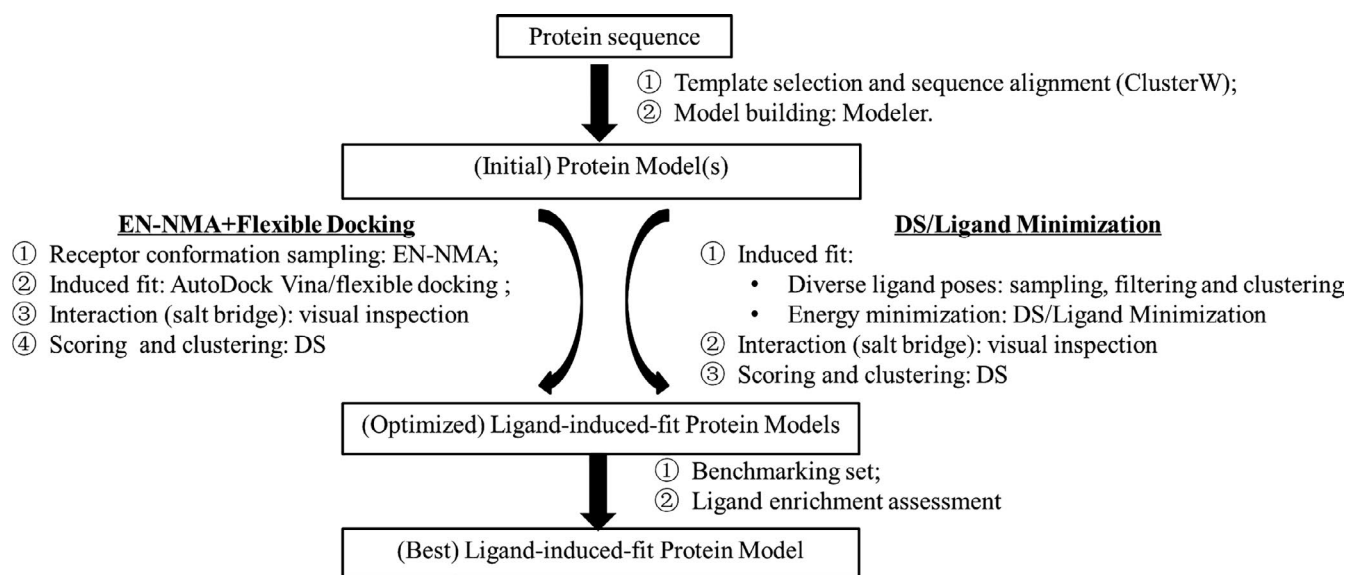 Protein sequence
① Template selection and sequence alignment (ClusterW);
② Model building: Modeler.
(Initial) Protein Model(s)
EN-NMA+Flexible Docking
① Receptor conformation sampling: EN-NMA;
② Induced fit: AutoDock Vina/flexible docking ;
③ Interaction (salt bridge): visual inspection
④ Scoring and clustering: DS
DS/Ligand Minimization
① Induced fit:
• Diverse ligand poses: sampling, filtering and clustering
• Energy minimization: DS/Ligand Minimization
② Interaction (salt bridge): visual inspection
③ Scoring and clustering: DS
(Optimized) Ligand-induced-fit Protein Models
① Benchmarking set;
② Ligand enrichment assessment
(Best) Ligand-induced-fit Protein Model